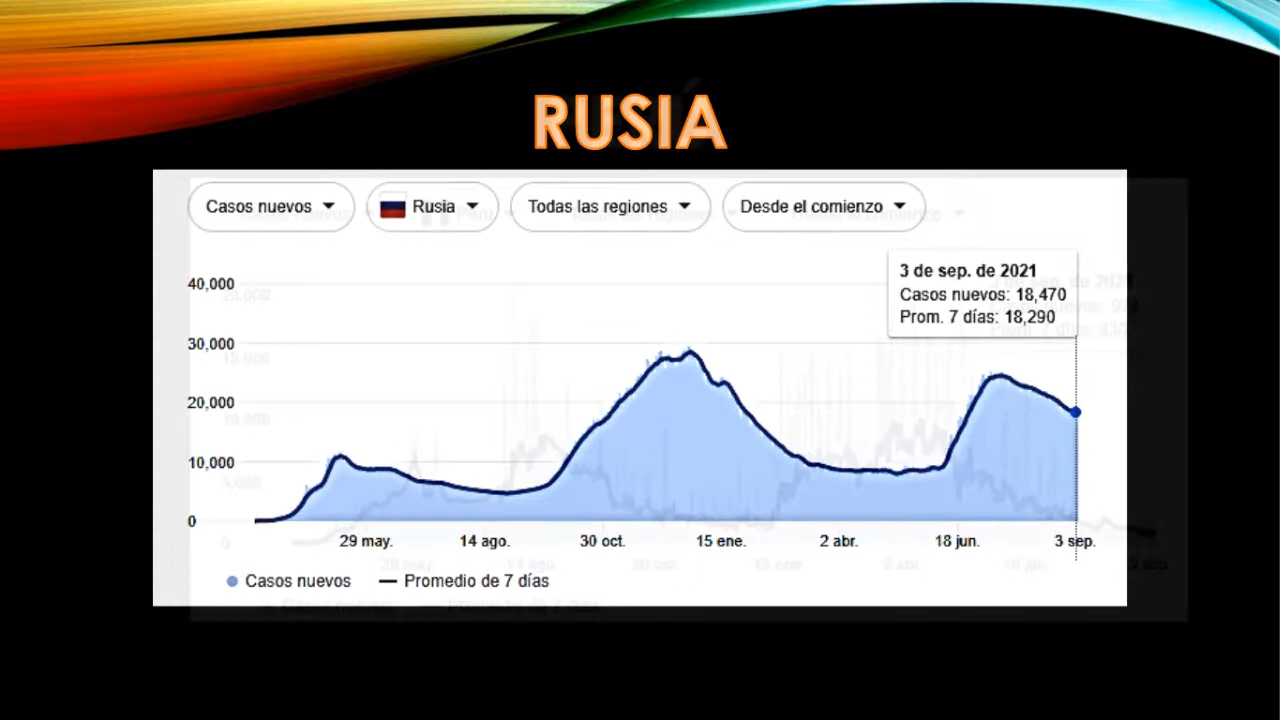 RUSIA
Casos nuevos Rusia Todas las regiones Desde el comienzo
3 de sep. de 2021
Casos nuevos: 18,470
Prom. 7 días: 18,290
40,000
30,000
20,000
10,000
0
29 may. 14 ago. 30 oct. 15 ene. 2 abr. 18 jun. 3 sep.
Casos nuevos Promedio de 7 días